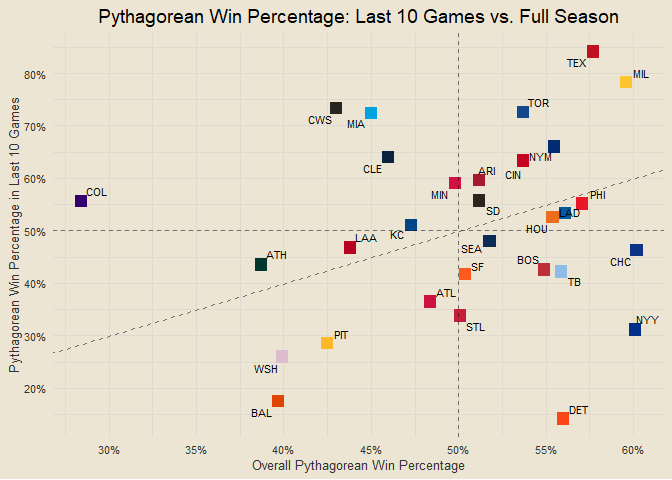 Pythagorean Win Percentage: Last 10 Games vs. Full Season
Pythagorean Win Percentage in Last 10 Games
80%
70%
60%
50%
40%
30%
20%
TEX
MIL
TOR
CWS
MIA
NYM
CLE
CIN
ARI
MIN
COL
SD
PHI
LAD
HOU
KC
LAA
SEA
CHC
ATH
BOS
SF
TB
ATL
STL
NYY
PIT
WSH
BAL
DET
30%
35%
40%
45%
50%
55%
60%
Overall Pythagorean Win Percentage